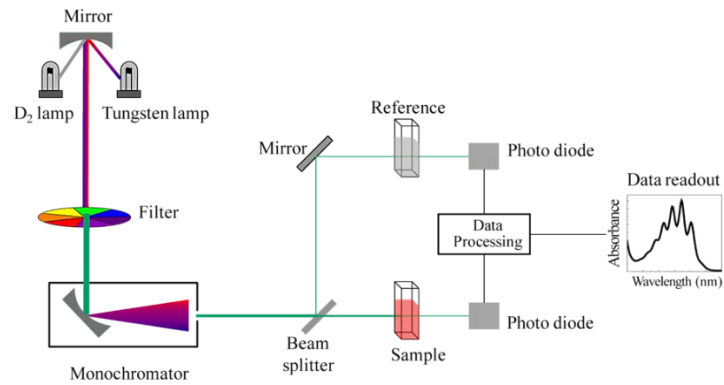 Mirror
D₂ lamp
Tungsten lamp
Filter
Monochromator
Mirror
Beam
splitter
Reference
Sample
Photo diode
Data
Processing
Photo diode
Data readout
Absorbance
Wavelength (nm)